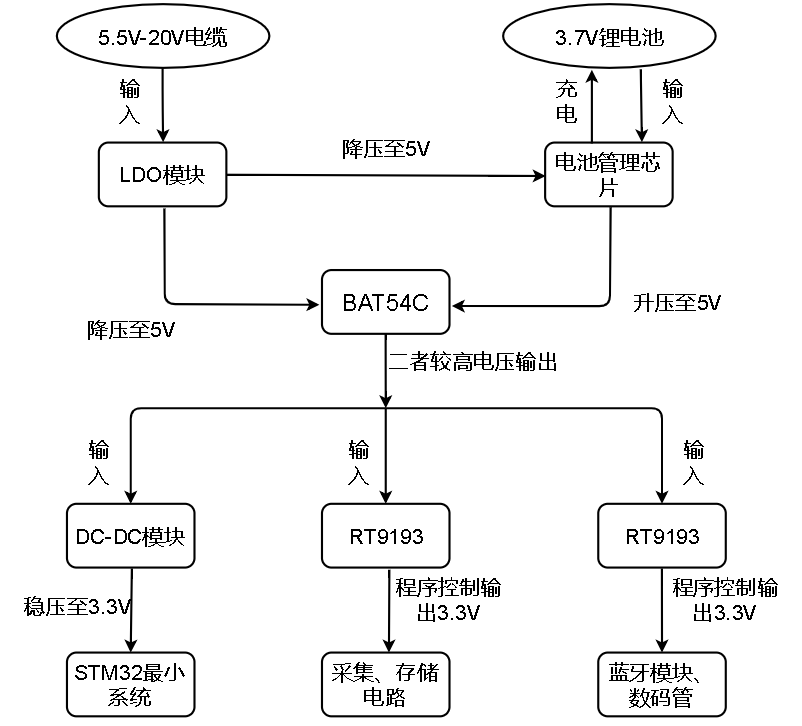 5.5V-20V电缆
3.7V锂电池
输
入
充
电
输
入
LDO模块
降压至5V
电池管理芯
片
BAT54C
降压至5V
升压至5V
二者较高电压输出
输
入
输
入
输
入
DC-DC模块
RT9193
RT9193
稳压至3.3V
程序控制输
出3.3V
程序控制输
出3.3V
STM32最小
系统
采集、存储
电路
蓝牙模块、
数码管